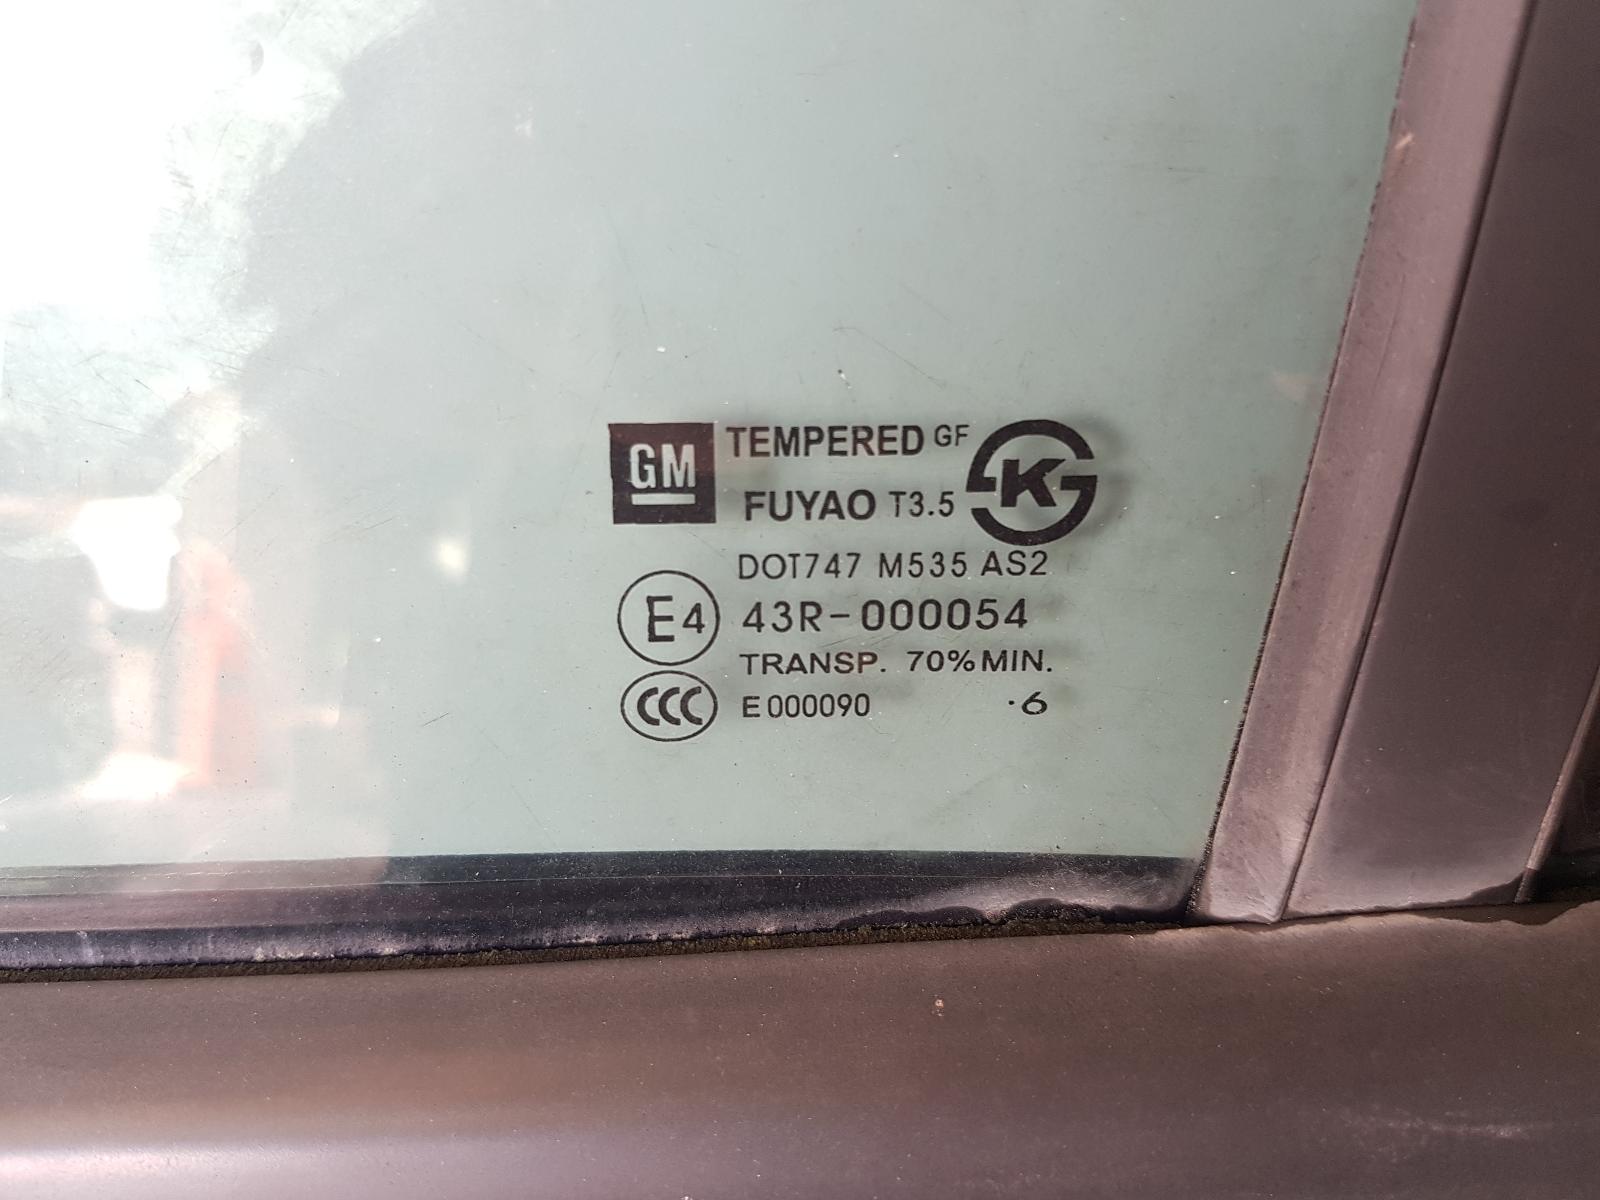 GM TEMPERED GF
FUYAO T3.5
K
DOT747 M535 AS2
E4 43R-000054
TRANSP. 70% MIN.
CCC E000090 .6